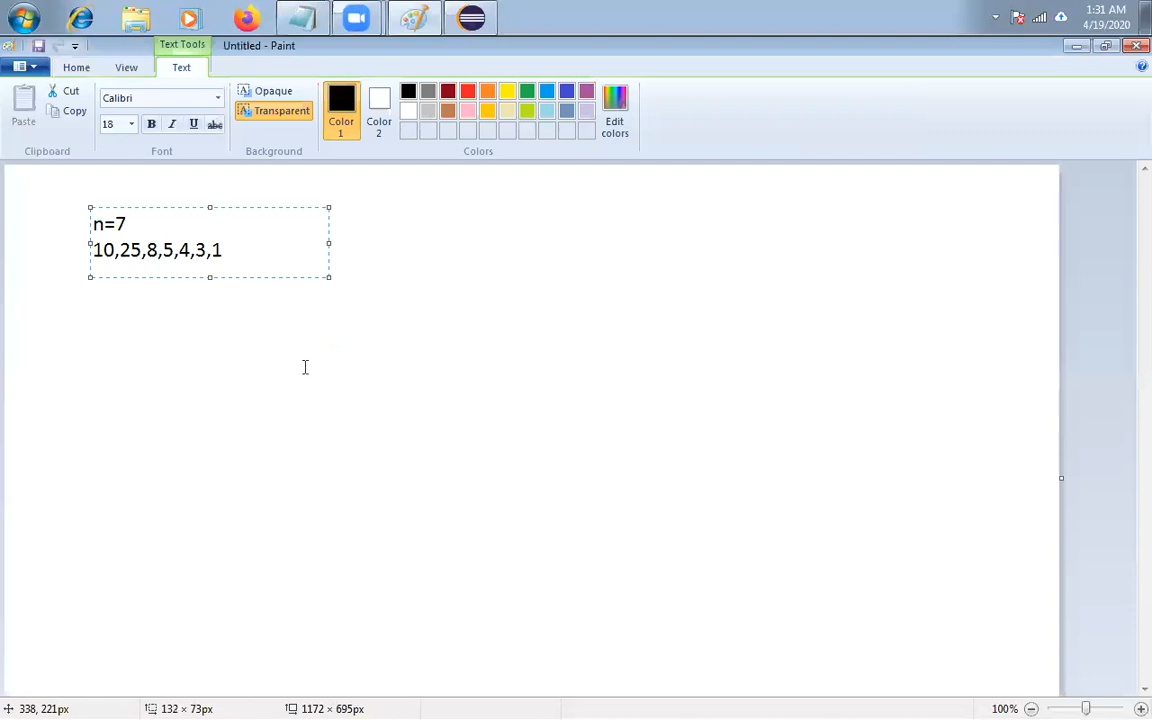 1:31 AM
4/19/2020
Text Tools
Untitled - Paint
Home
View
Text
Paste
Cut
Copy
Clipboard
Calibri
18
B
I
U
abc
Font
Opaque
Transparent
Background
Color
1
Color
2
Edit
colors
Colors
n=7
10,25,8,5,4,3,1
338, 221px
132 × 73px
1172 × 695px
100%